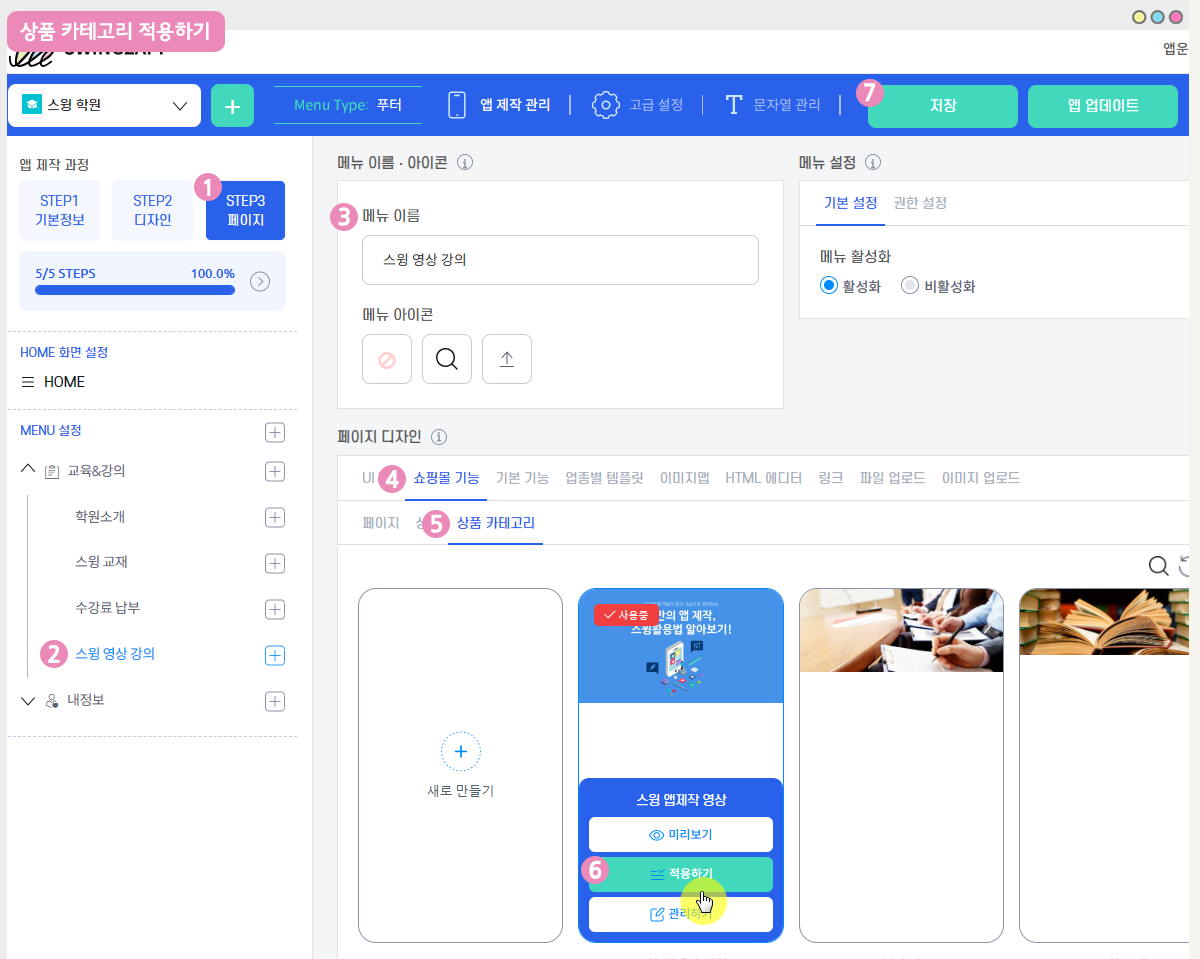 상품 카테고리 적용하기
앱운
스윙 학원
Menu Type: 푸터
앱 제작 관리
고급 설정
문자열 관리
7
저장
앱 업데이트
앱 제작 과정
STEP1
기본정보
STEP2
디자인
1
STEP3
페이지
5/5 STEPS 100.0%
HOME 화면 설정
HOME
MENU 설정
교육&강의
학원소개
스윙 교재
수강료 납부
2 스윙 영상 강의
내정보
메뉴 이름 · 아이콘
3 메뉴 이름
스윙 영상 강의
메뉴 아이콘
메뉴 설정
기본 설정 권한 설정
메뉴 활성화
활성화 비활성화
페이지 디자인
UI 4 쇼핑몰 기능 기본 기능 업종별 템플릿 이미지맵 HTML 에디터 링크 파일 업로드 이미지 업로드
페이지 5 상품 카테고리
새로 만들기
사용중
만의 앱 제작,
스윙활용법 알아보기!
스윙 앱제작 영상
미리보기
6 적용하기
관리하기